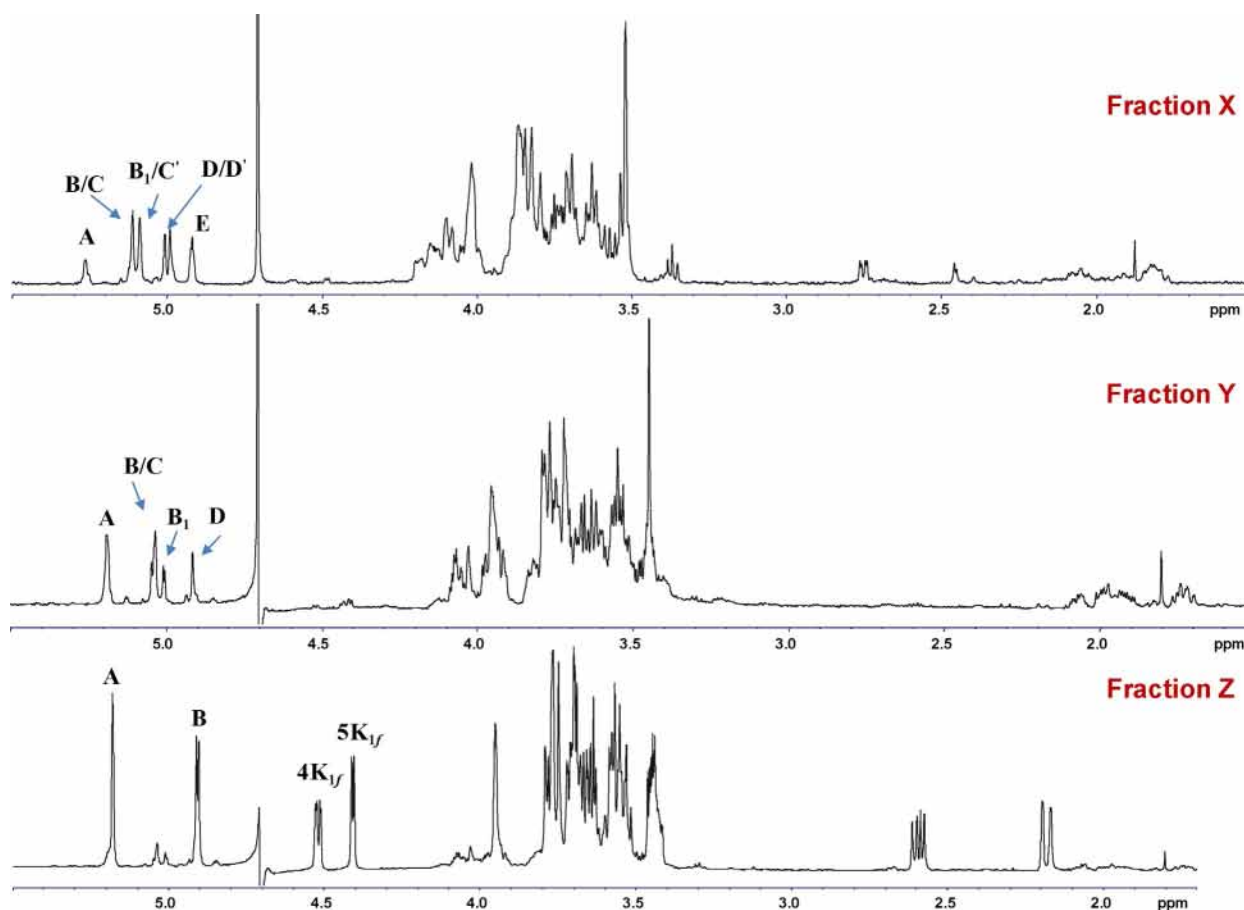 Fraction X
B₁/C'
D/D'
B/C
E
A
5.0 4.5 4.0 3.5 3.0 2.5 2.0 ppm
Fraction Y
B/C
A
B₁
D
5.0 4.5 4.0 3.5 3.0 2.5 2.0 ppm
Fraction Z
A
B
5K₁f
4K₁f
5.0 4.5 4.0 3.5 3.0 2.5 2.0 ppm